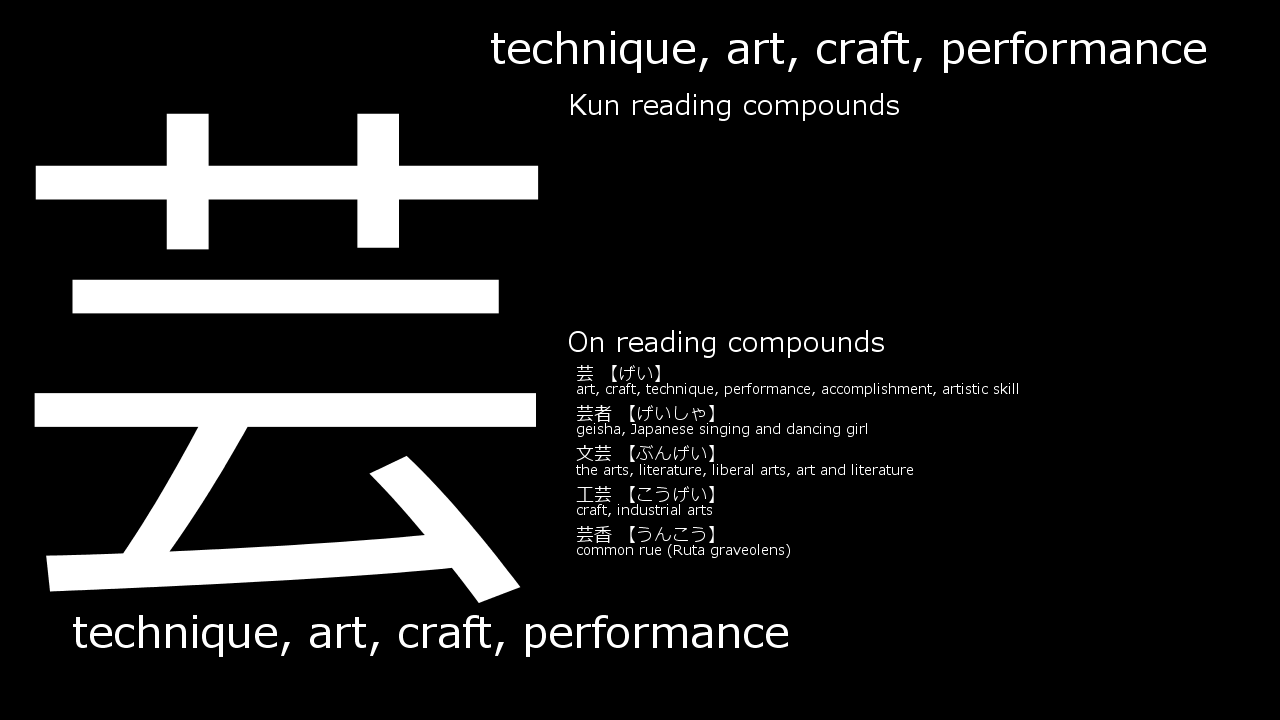 technique, art, craft, performance
芸
Kun reading compounds
On reading compounds
芸 【げい】
art, craft, technique, performance, accomplishment, artistic skill
芸者 【げいしゃ】
geisha, Japanese singing and dancing girl
文芸 【ぶんげい】
the arts, literature, liberal arts, art and literature
工芸 【こうげい】
craft, industrial arts
芸香 【うんこう】
common rue (Ruta graveolens)
technique, art, craft, performance